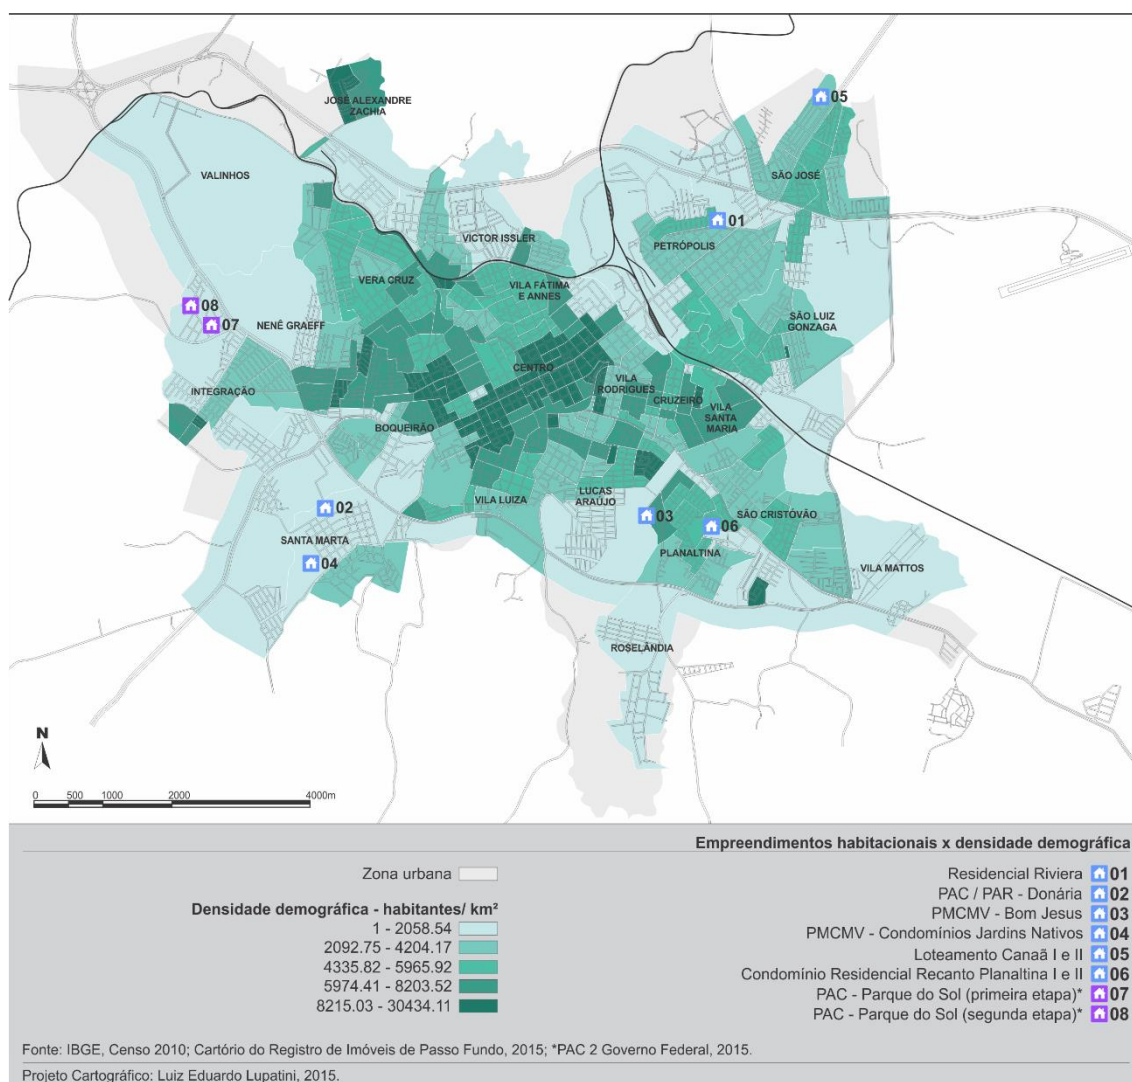 05
JOSÉ ALEXANDRE
ZACHIA
VALINHOS
SÃO JOSÉ
01
VICTOR ISSLER
PETRÓPOLIS
VERA CRUZ
VILA FÁTIMA
E ANNES
08
07
NENÊ GRAEFF
SÃO LUIZ
GONZAGA
CENTRO
VILA
RODRIGUES
INTEGRAÇÃO
CRUZEIRO
VILA
SANTA
MARIA
BOQUEIRÃO
VILA LUIZA
LUCAS
ARAÚJO
02
03
SÃO CRISTÓVÃO
06
SANTA MARTA
PLANALTINA
04
VILA MATTOS
ROSELÂNDIA
N
0 500 1000 2000 4000m
Empreendimentos habitacionais x densidade demográfica
Zona urbana
Densidade demográfica - habitantes/ km²
1 - 2058.54
2092.75 - 4204.17
4335.82 - 5965.92
5974.41 - 8203.52
8215.03 - 30434.11
Residencial Riviera 01
PAC / PAR - Donária 02
PMCMV - Bom Jesus 03
PMCMV - Condomínios Jardins Nativos 04
Loteamento Canaã I e II 05
Condomínio Residencial Recanto Planaltina I e II 06
PAC - Parque do Sol (primeira etapa)* 07
PAC - Parque do Sol (segunda etapa)* 08
Fonte: IBGE, Censo 2010; Cartório do Registro de Imóveis de Passo Fundo, 2015; *PAC 2 Governo Federal, 2015.
Projeto Cartográfico: Luiz Eduardo Lupatini, 2015.